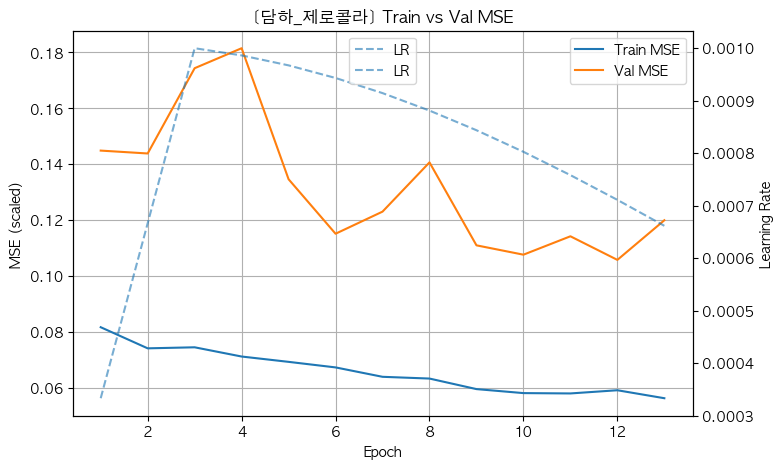 [담하_제로콜라] Train vs Val MSE
LR
LR
Train MSE
Val MSE
MSE (scaled)
0.18
0.16
0.14
0.12
0.10
0.08
0.06
0.0010
0.0009
0.0008
0.0007
0.0006
0.0005
0.0004
0.0003
Learning Rate
2 4 6 8 10 12
Epoch